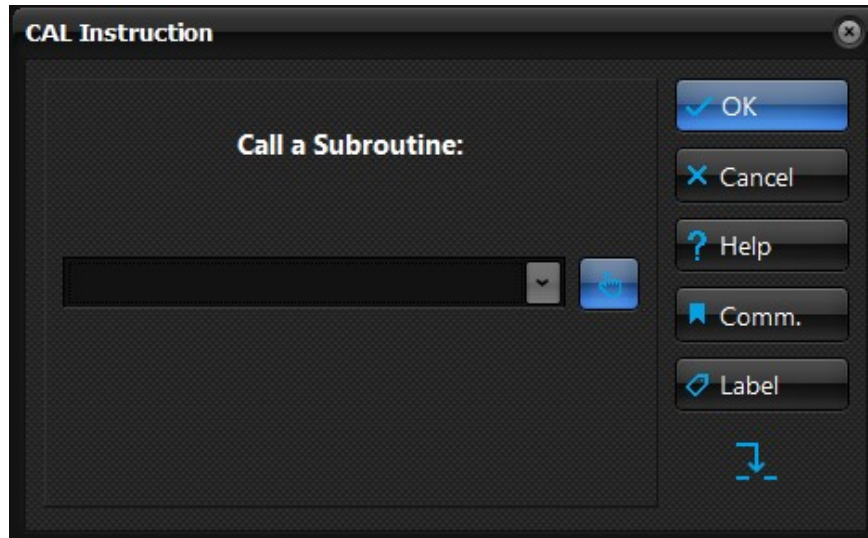 CAL Instruction
Call a Subroutine:
OK
Cancel
Help
Comm.
Label